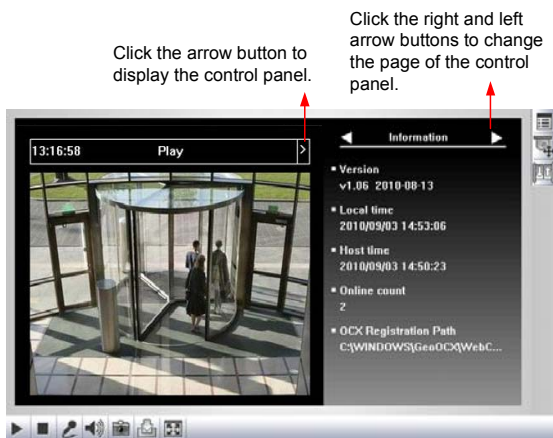 Click the arrow button to
display the control panel.
Click the right and left
arrow buttons to change
the page of the control
panel.
13:16:58 Play >
Information
Version
v1.06 2010-08-13
Local time
2010/09/03 14:53:06
Host time
2010/09/03 14:50:23
Online count
2
OCX Registration Path
C:\WINDOWS\GeoOCX\WebC...